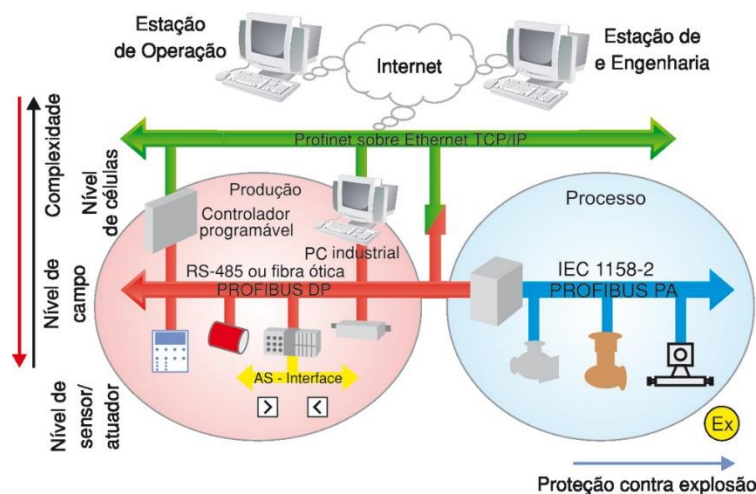 Estação
de Operação
Internet
Estação de
e Engenharia
Profinet sobre Ethernet TCP/IP
Complexidade
Nível
de células
Produção
Controlador
programável
PC industrial
Processo
Nível de
campo
RS-485 ou fibra ótica
PROFIBUS DP
IEC 1158-2
PROFIBUS PA
AS - Interface
Nível de
sensor/
atuador
> <
Ex
Proteção contra explosão